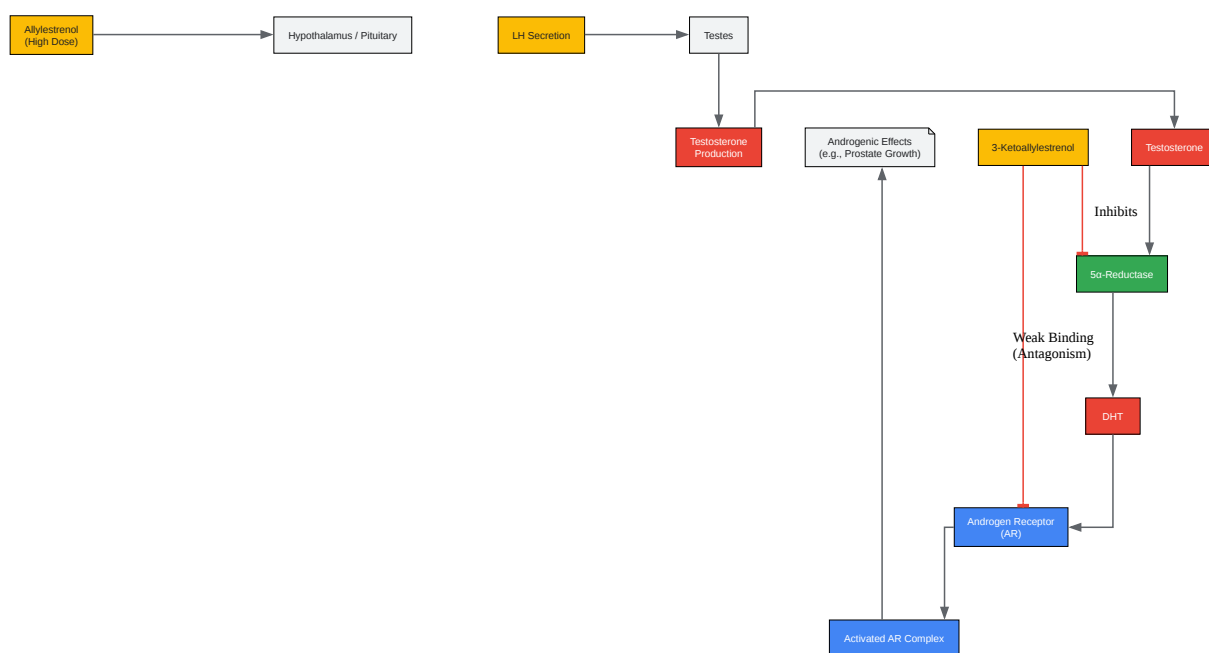 Allylestrenol
(High Dose)
Hypothalamus / Pituitary
LH Secretion
Testes
Testosterone
Production
Androgenic Effects
(e.g., Prostate Growth)
3-Ketoallylestrenol
Testosterone
Inhibits
5α-Reductase
Weak Binding
(Antagonism)
DHT
Androgen Receptor
(AR)
Activated AR Complex